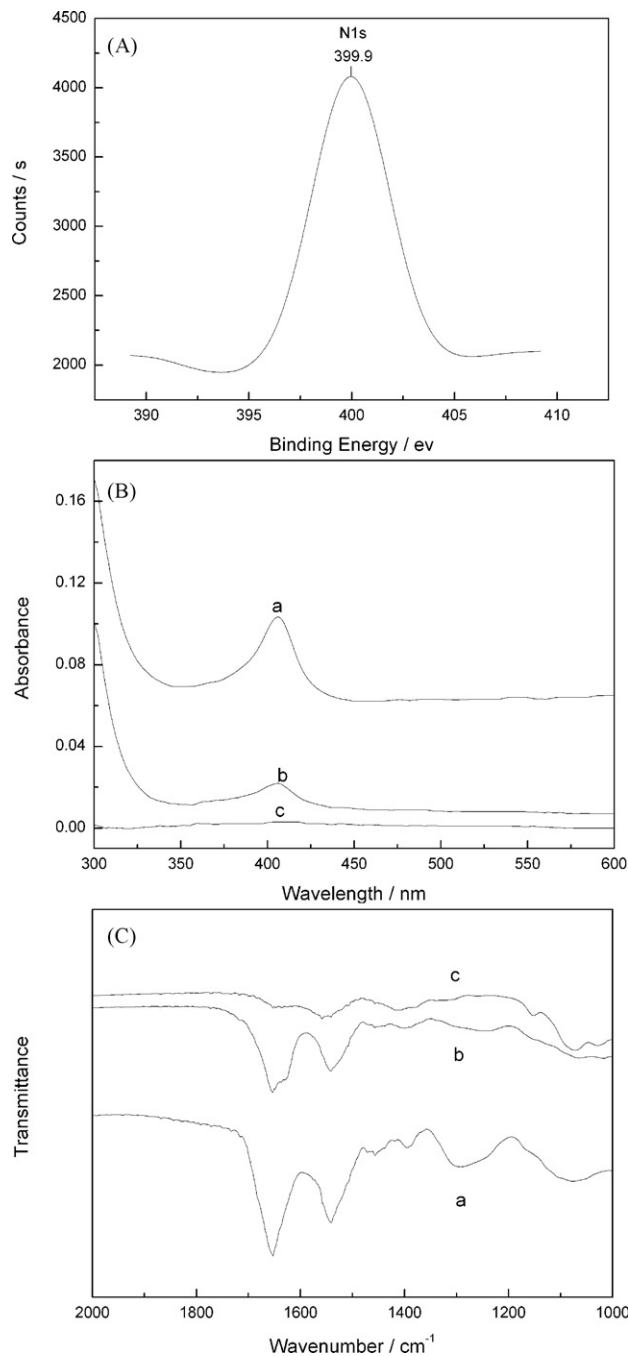 (A)
N1s
399.9
4500
4000
3500
3000
2500
2000
Counts / s
390 395 400 405 410
Binding Energy / ev
(B)
0.16
0.12
0.08
0.04
0.00
Absorbance
a
b
c
300 350 400 450 500 550 600
Wavelength / nm
(C)
c
b
a
Transmittance
2000 1800 1600 1400 1200 1000
Wavenumber / cm⁻¹